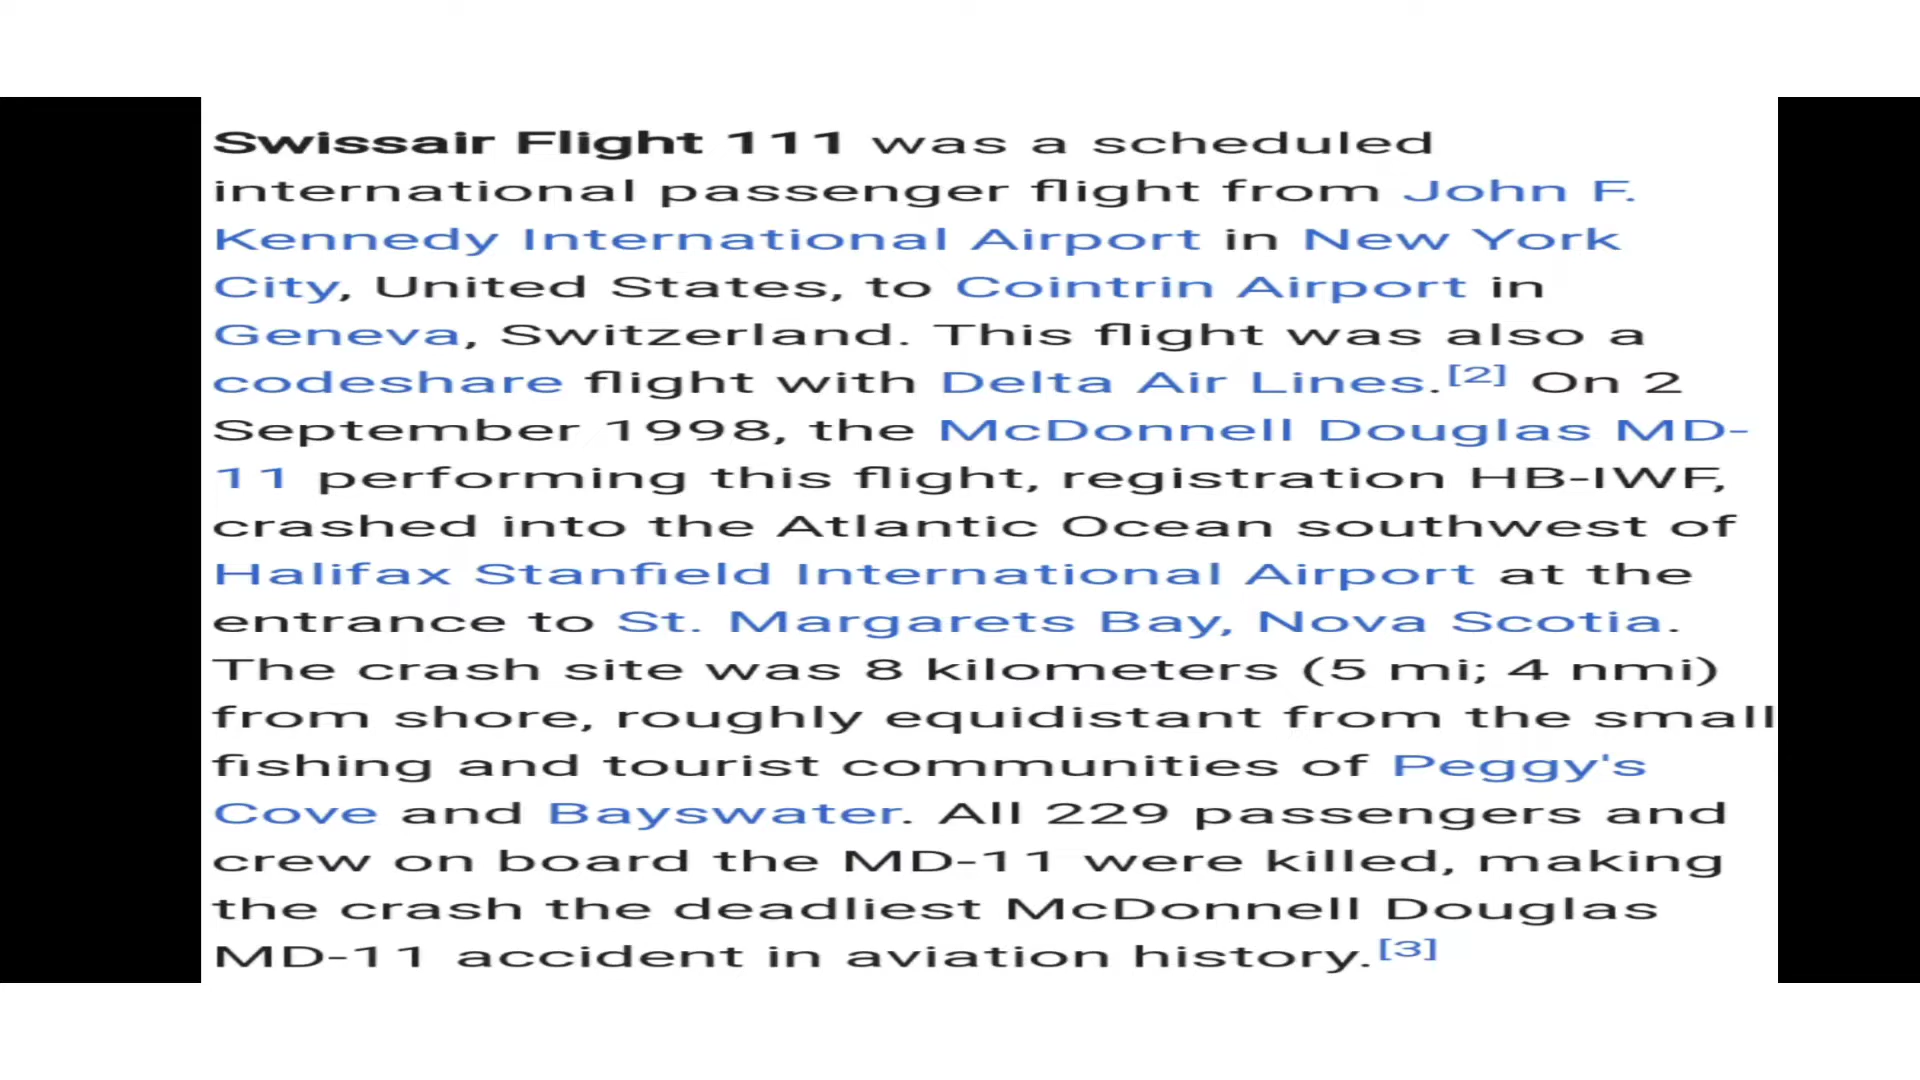 Swissair Flight 111 was a scheduled
international passenger flight from John F.
Kennedy International Airport in New York
City, United States, to Cointrin Airport in
Geneva, Switzerland. This flight was also a
codeshare flight with Delta Air Lines.[2] On 2
September 1998, the McDonnell Douglas MD-
11 performing this flight, registration HB-IWF,
crashed into the Atlantic Ocean southwest of
Halifax Stanfield International Airport at the
entrance to St. Margarets Bay, Nova Scotia.
The crash site was 8 kilometers (5 mi; 4 nmi)
from shore, roughly equidistant from the small
fishing and tourist communities of Peggy's
Cove and Bayswater. All 229 passengers and
crew on board the MD-11 were killed, making
the crash the deadliest McDonnell Douglas
MD-11 accident in aviation history.[3]